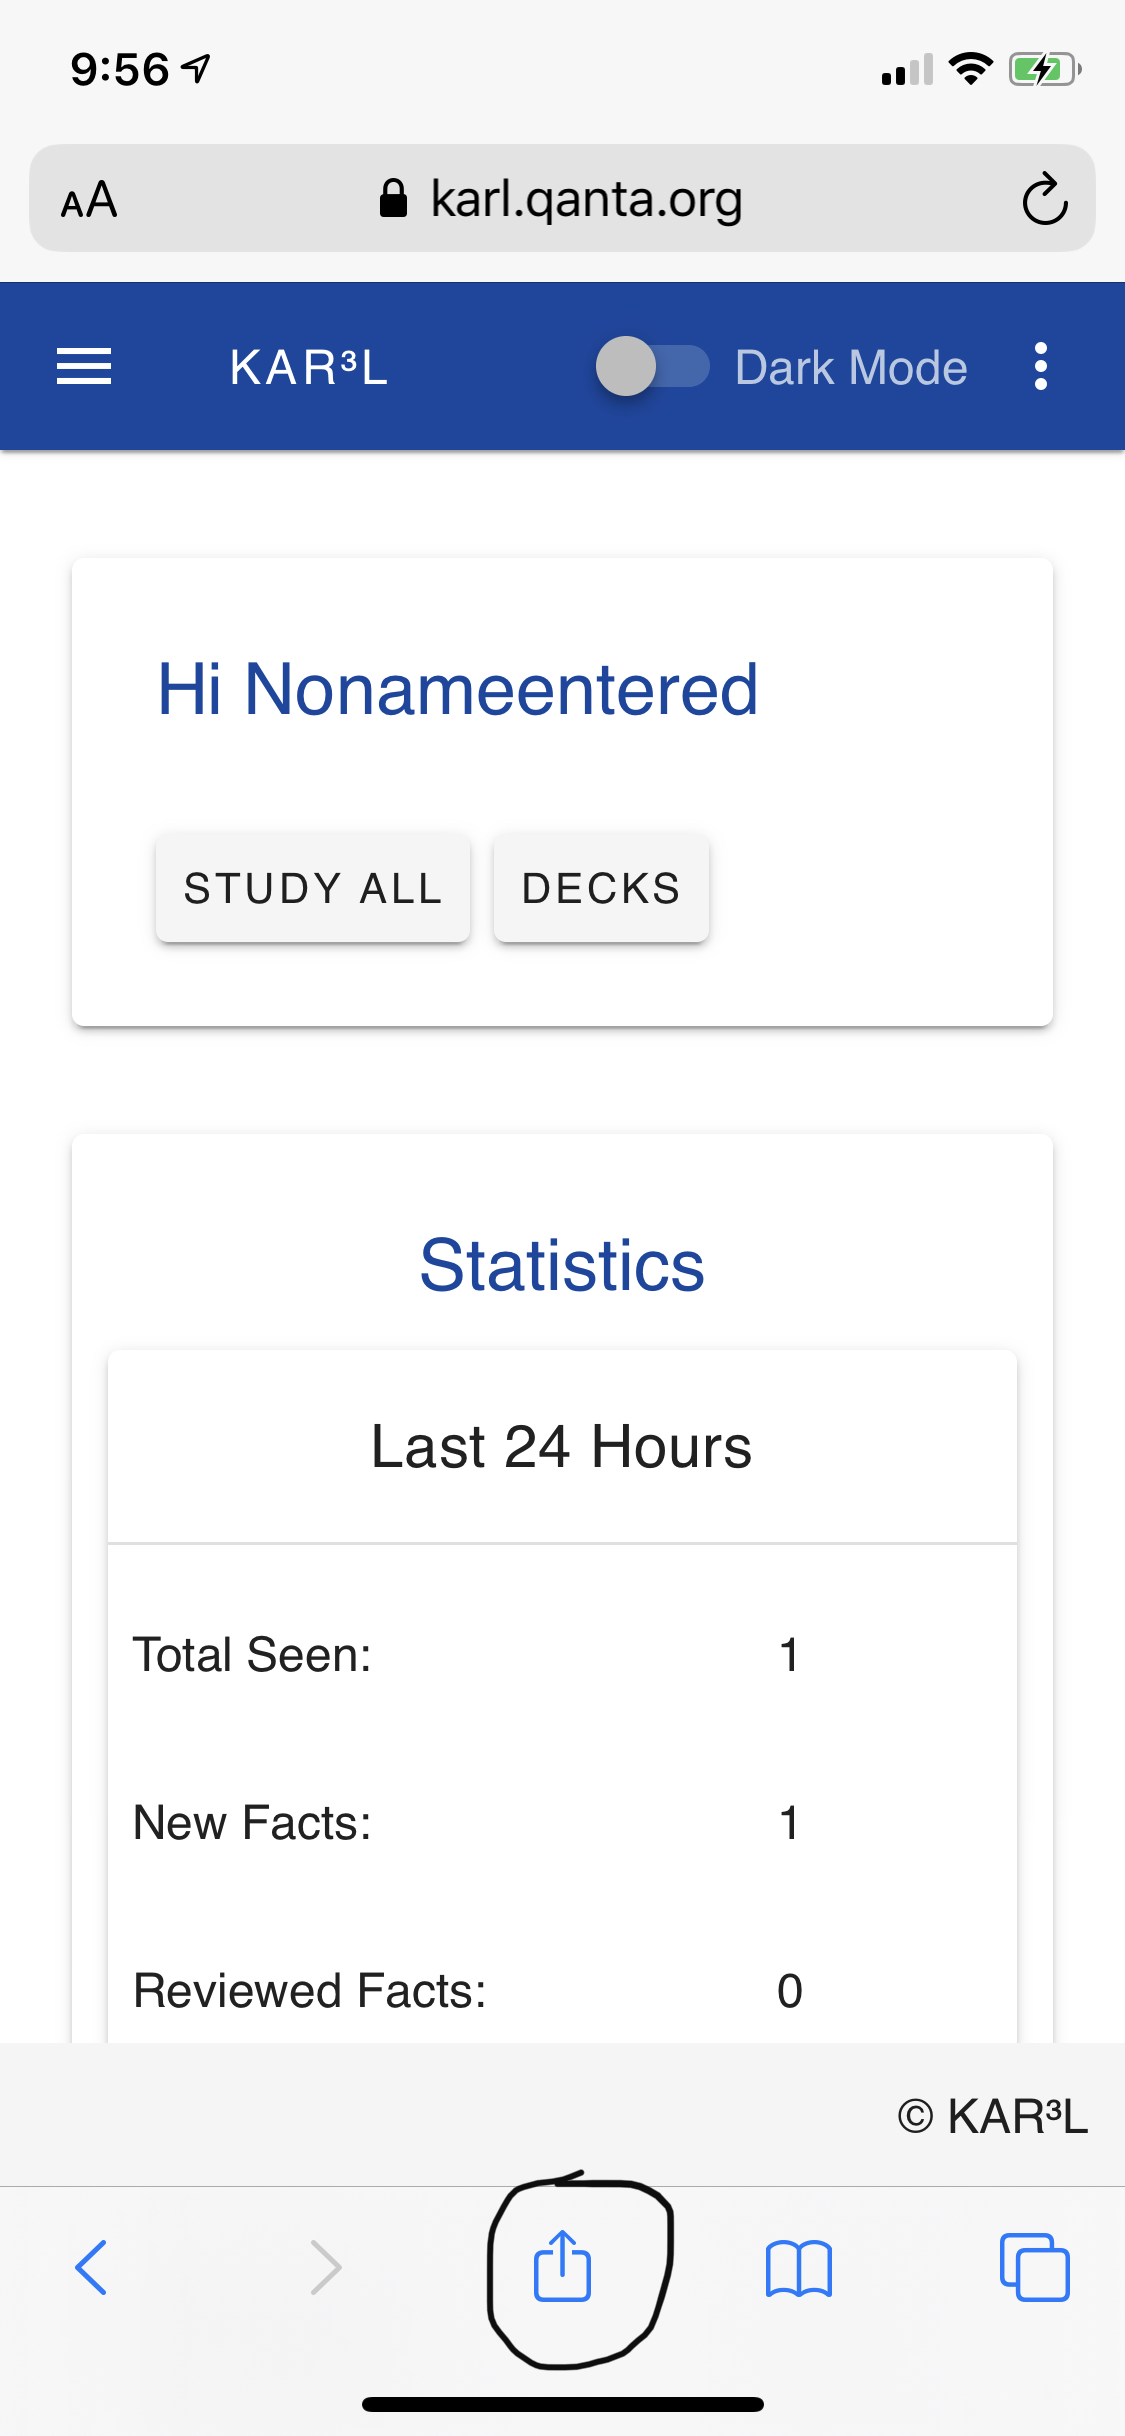 9:56
AA karl.qanta.org
KAR³L Dark Mode
Hi Nonameentered
STUDY ALL DECKS
Statistics
Last 24 Hours
Total Seen: 1
New Facts: 1
Reviewed Facts: 0
© KAR³L